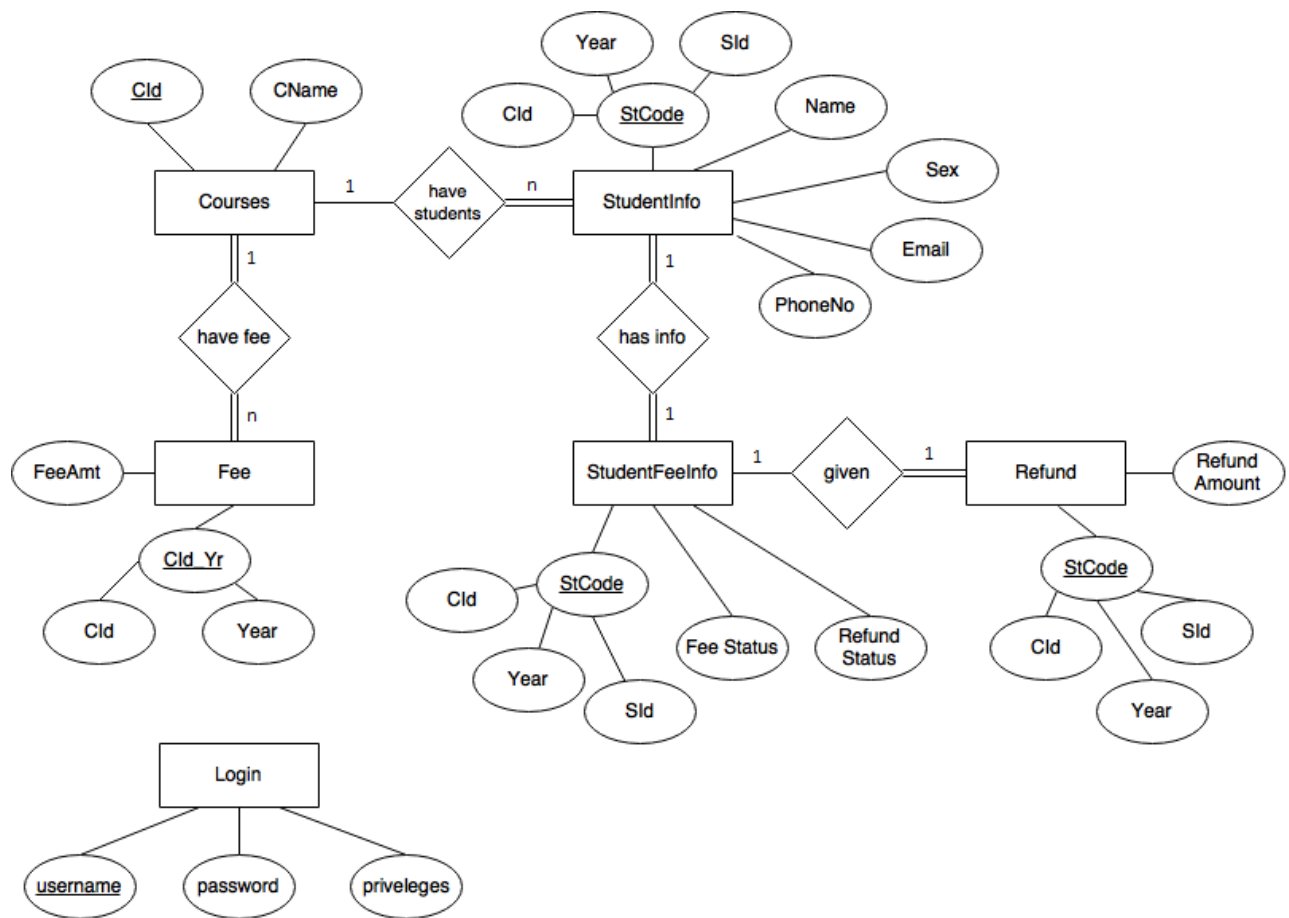 Year
SId
CId
CName
Name
CId
StCode
Sex
Courses
1
have
students
n
StudentInfo
Email
1
1
PhoneNo
have fee
has info
n
1
FeeAmt
Fee
StudentFeeInfo
1
given
1
Refund
Refund
Amount
CId_Yr
StCode
StCode
CId
CId
Year
Fee Status
Refund
Status
CId
SId
Year
SId
Year
Login
username
password
priveleges